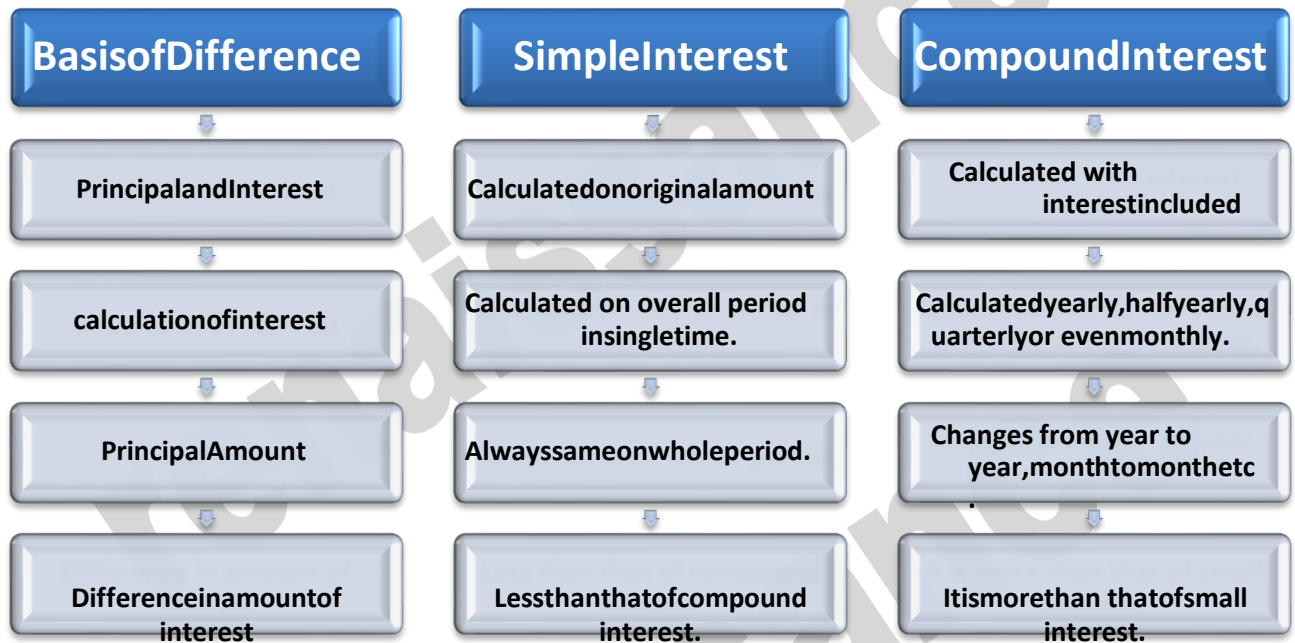 BasisofDifference
SimpleInterest
CompoundInterest
PrincipalandInterest
Calculatedonoriginalamount
Calculated with
interestincluded
calculationofinterest
Calculated on overall period
insingletime.
Calculatedyearly,halfyearly,q
uarterlyor evenmonthly.
PrincipalAmount
Alwayssameonwholeperiod.
Changes from year to
year,monthtomonthetc
.
Differenceinamountof
interest
Lessthanthatofcompound
interest.
Itismorethan thatofsmall
interest.